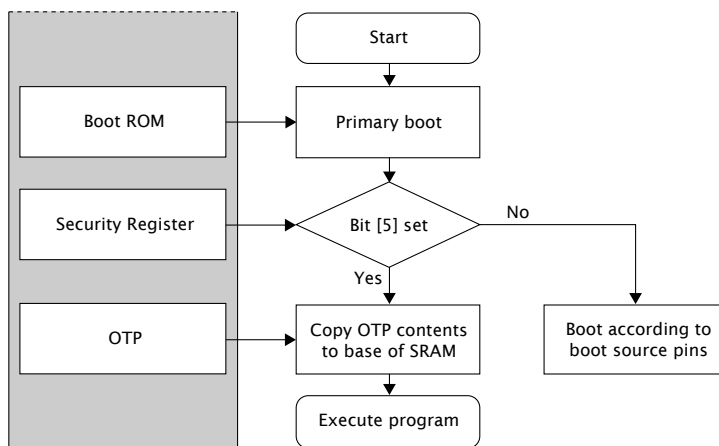 Start
Boot ROM
Primary boot
Security Register
Bit [5] set
No
Yes
OTP
Copy OTP contents
to base of SRAM
Boot according to
boot source pins
Execute program